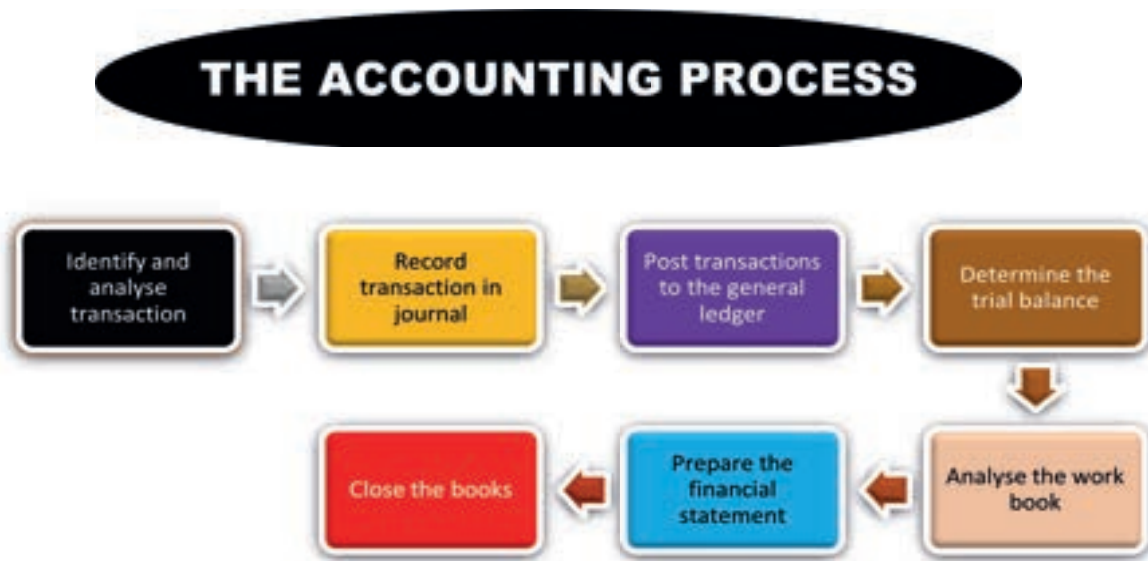 THE ACCOUNTING PROCESS
Identify and
analyse
transaction
Record
transaction in
journal
Post transactions
to the general
ledger
Determine the
trial balance
Analyse the work
book
Prepare the
financial
statement
Close the books